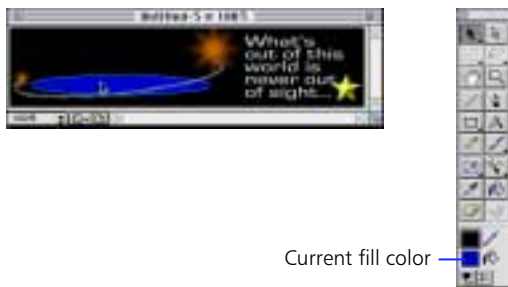 What's
out of this
world is
never out
of sight...
A
Current fill color